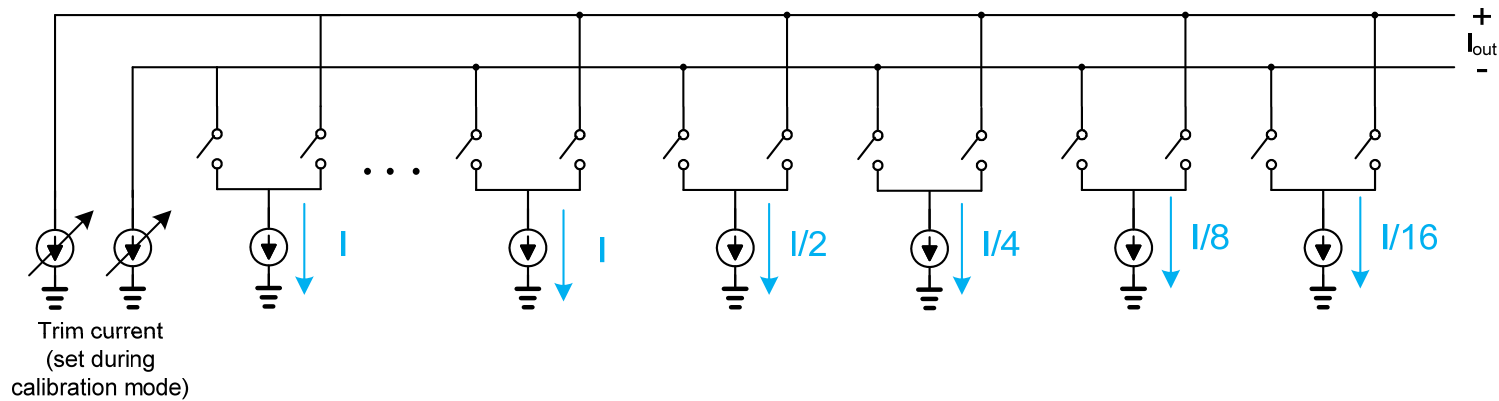 +
Iout
-
I
I
I/2
I/4
I/8
I/16
Trim current
(set during
calibration mode)